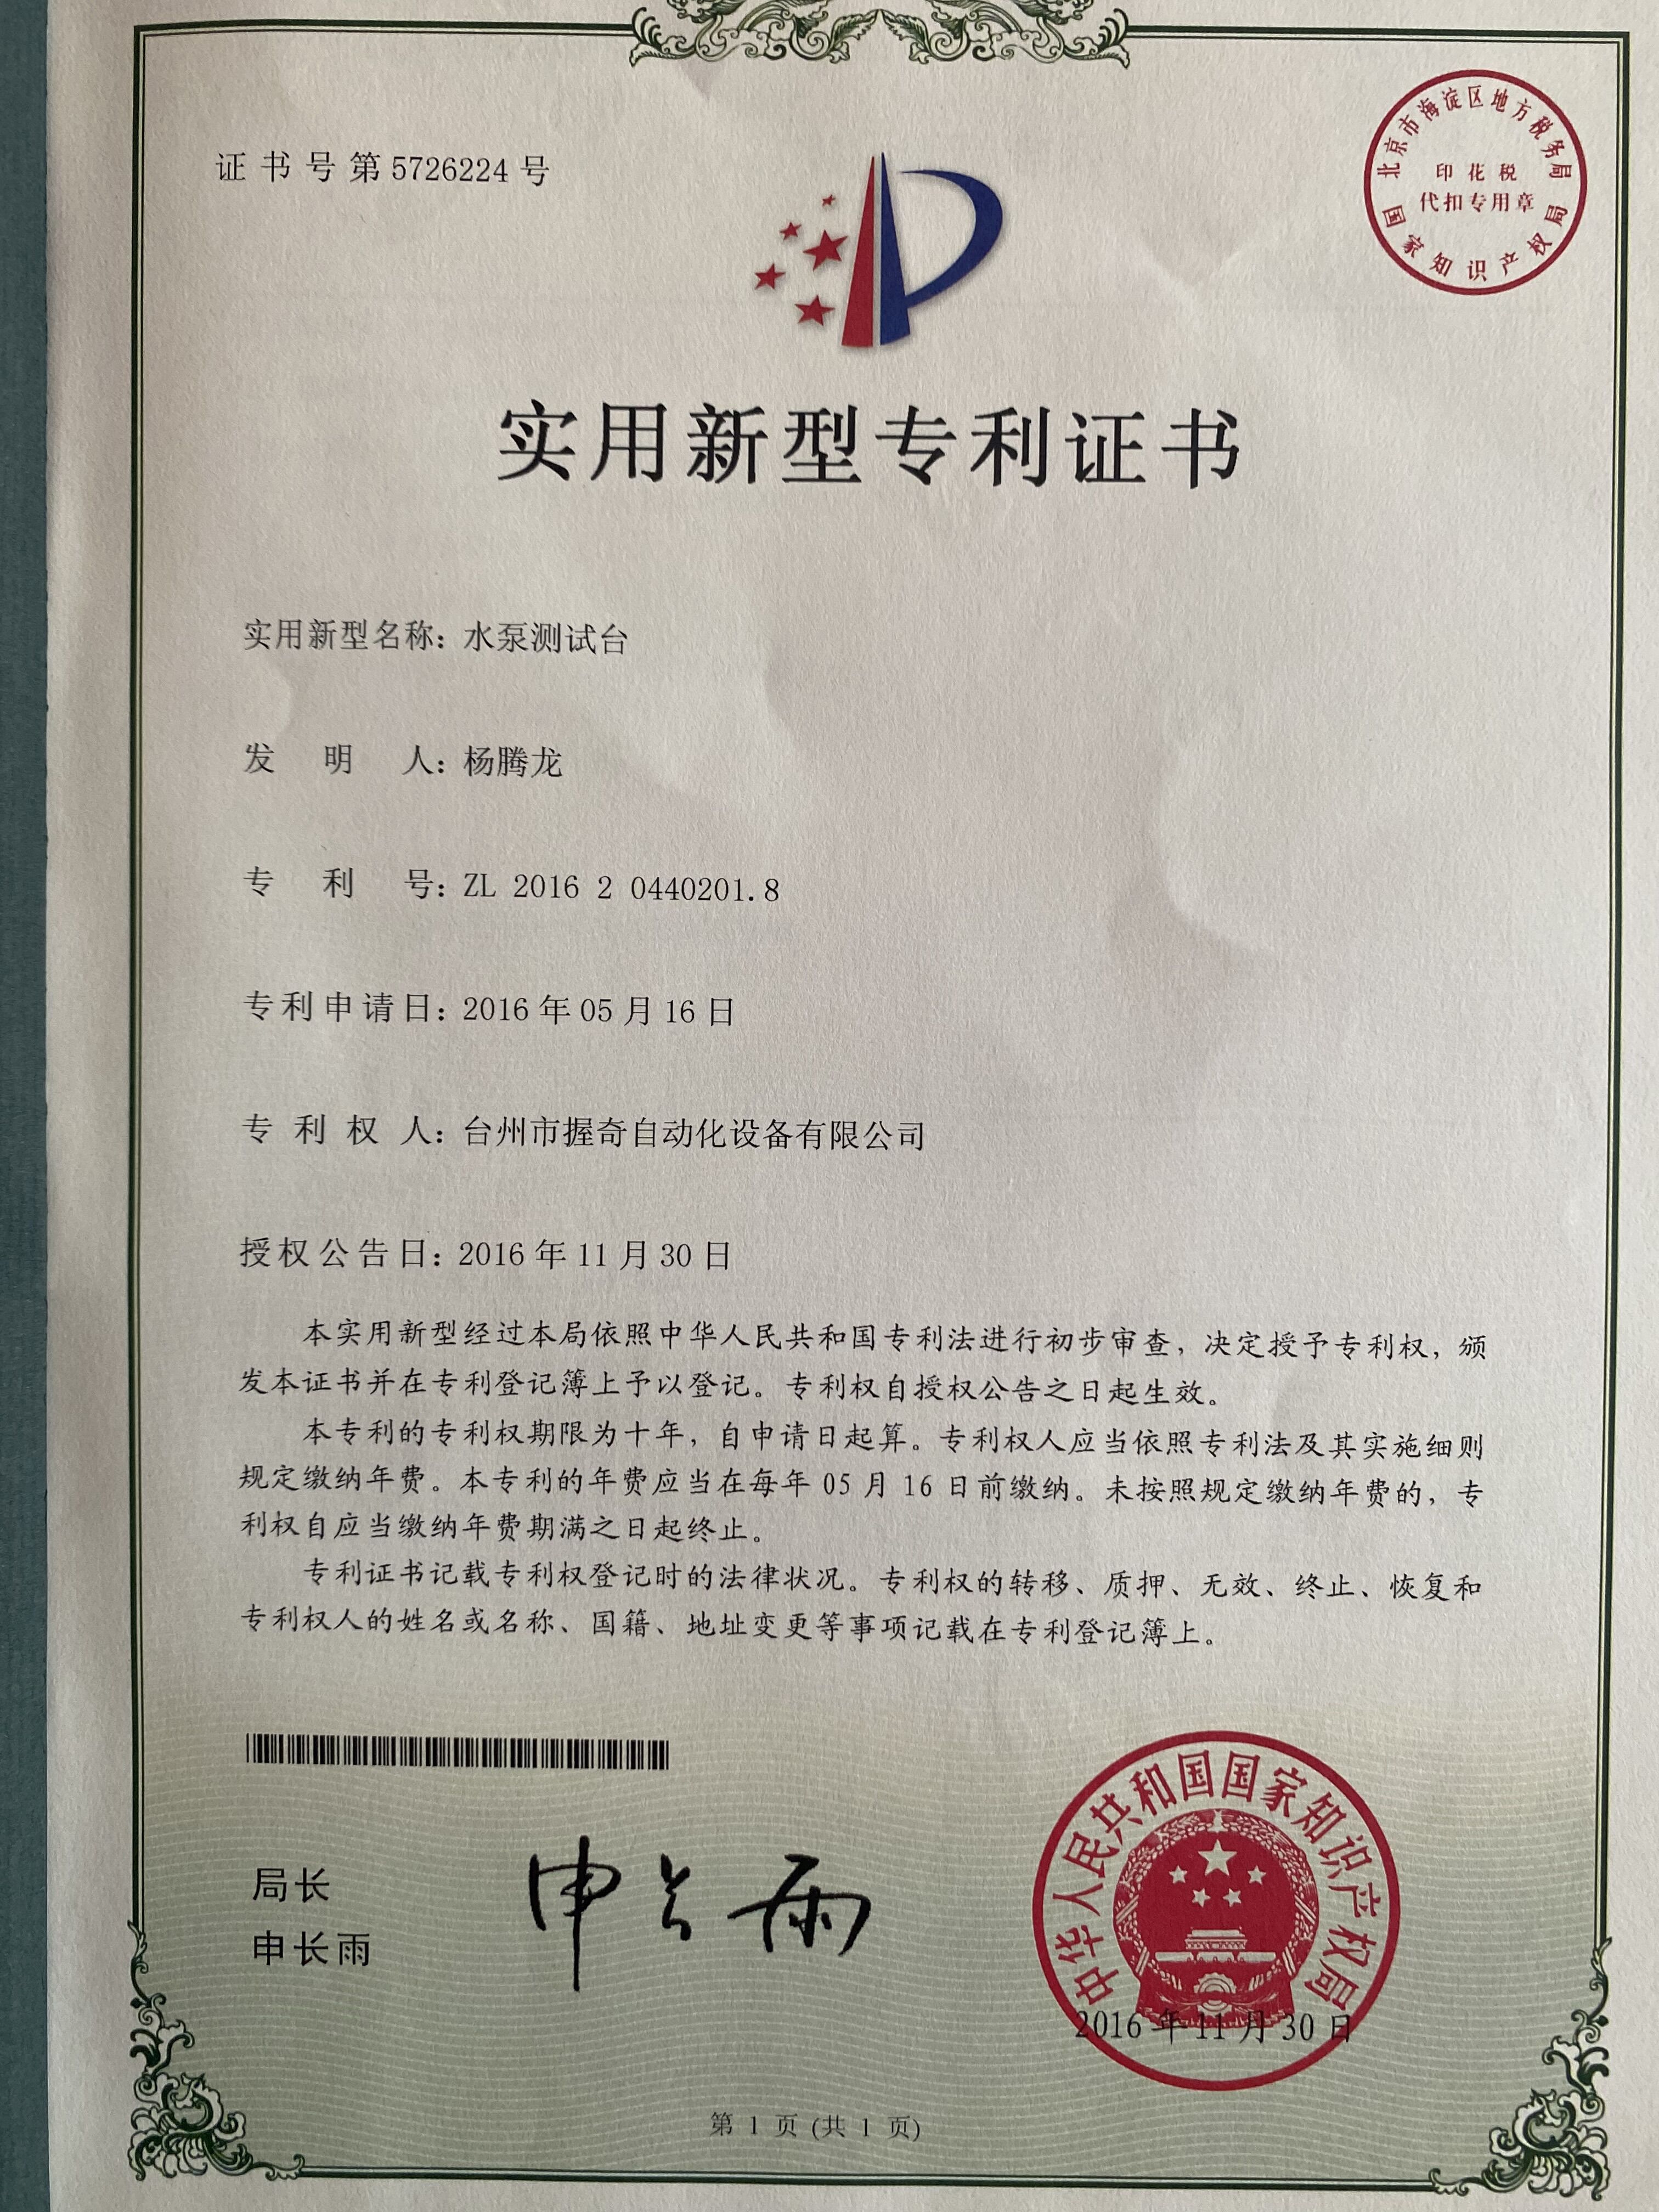 证书号第5726224号
北京市海淀区地方税务局
印花税
代扣专用章
国家知识产权局
实用新型专利证书
实用新型名称：水泵测试台
发明人：杨腾龙
专利号：ZL 2016 2 0440201.8
专利申请日：2016年05月16日
专利权人：台州市握奇自动化设备有限公司
授权公告日：2016年11月30日
本实用新型经过本局依照中华人民共和国专利法进行初步审查，决定授予专利权，颁
发本证书并在专利登记簿上予以登记。专利权自授权公告之日起生效。
本专利的专利权期限为十年，自申请日起算。专利权人应当依照专利法及其实施细则
规定缴纳年费。本专利的年费应当在每年05月16日前缴纳。未按照规定缴纳年费的，专
利权自应当缴纳年费期满之日起终止。
专利证书记载专利权登记时的法律状况。专利权的转移、质押、无效、终止、恢复和
专利权人的姓名或名称、国籍、地址变更等事项记载在专利登记簿上。
局长
申长雨
申长雨
中华人民共和国国家知识产权局
2016年11月30日
第1页(共1页)